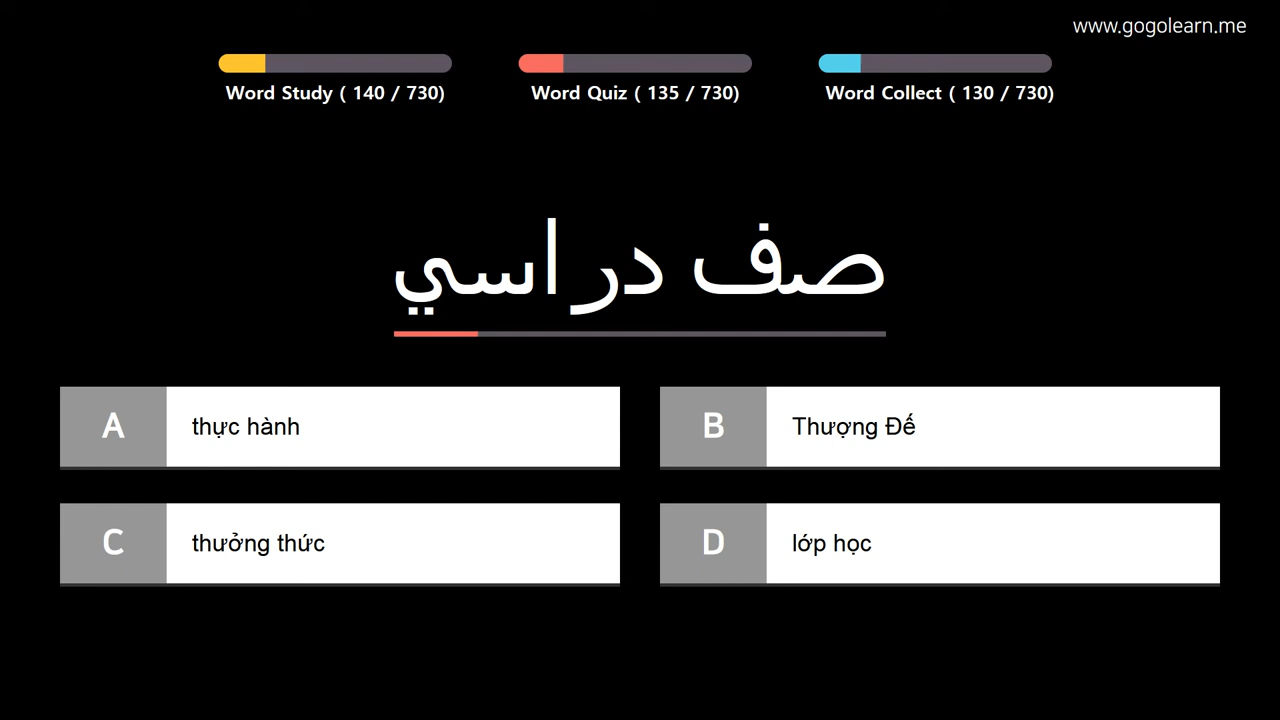 www.gogolearn.me
Word Study ( 140 / 730)
Word Quiz ( 135 / 730)
Word Collect ( 130 / 730)
صف دراسي
A
thực hành
B
Thượng Đế
C
thưởng thức
D
lớp học